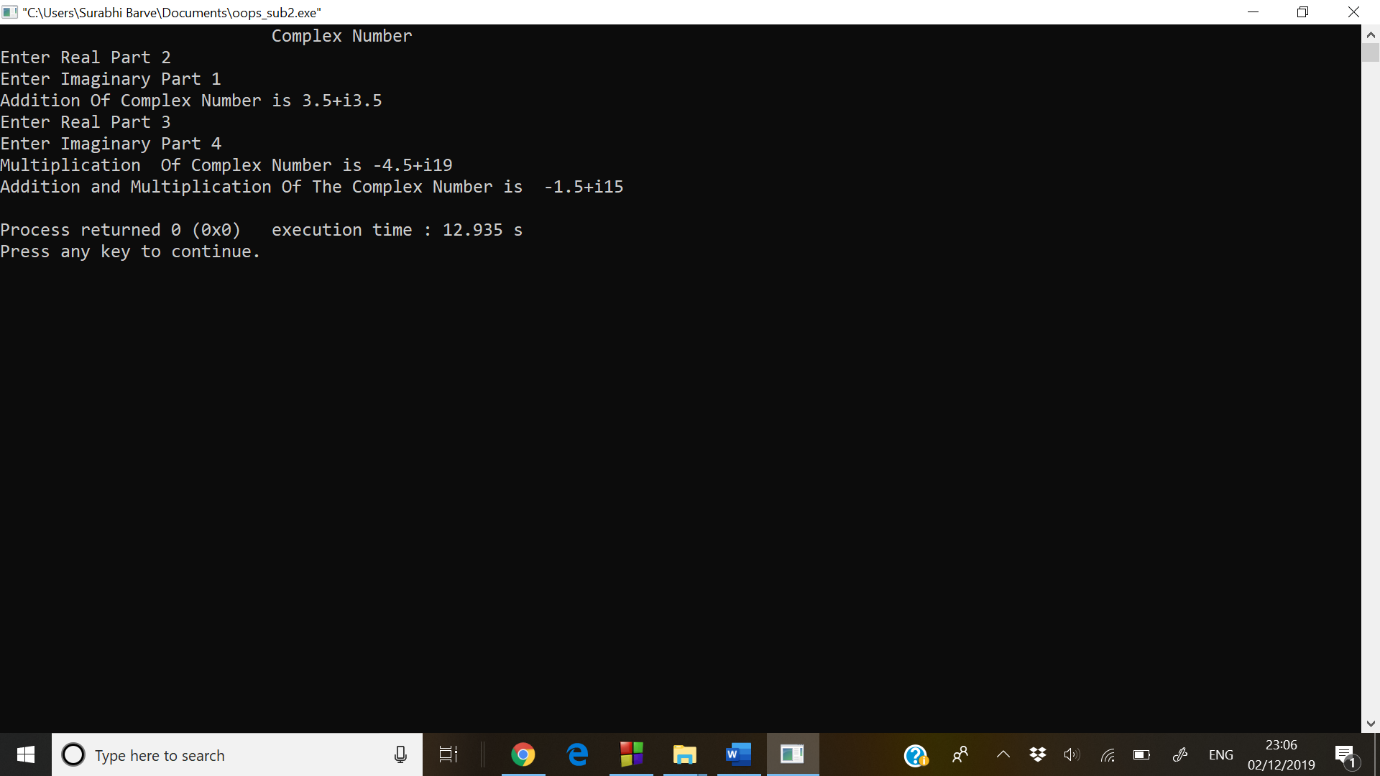 "C:\Users\Surabhi Barve\Documents\oops_sub2.exe"
Complex Number
Enter Real Part 2
Enter Imaginary Part 1
Addition Of Complex Number is 3.5+i3.5
Enter Real Part 3
Enter Imaginary Part 4
Multiplication  Of Complex Number is -4.5+i19
Addition and Multiplication Of The Complex Number is  -1.5+i15
Process returned 0 (0x0)   execution time : 12.935 s
Press any key to continue.
Type here to search
ENG
23:06
02/12/2019
1